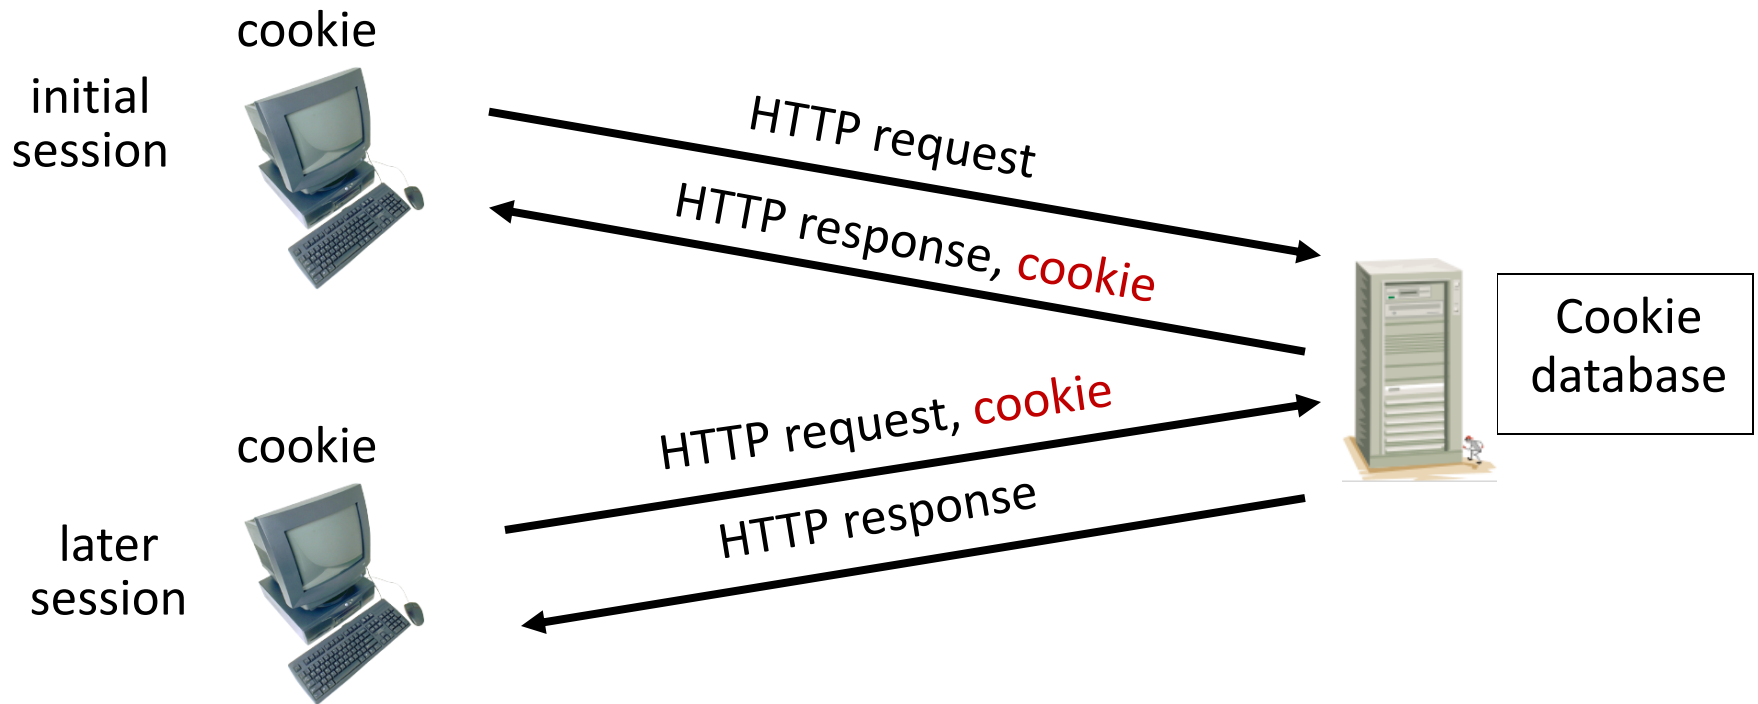 cookie
initial
session
HTTP request
HTTP response, cookie
Cookie
database
HTTP request, cookie
HTTP response
cookie
later
session